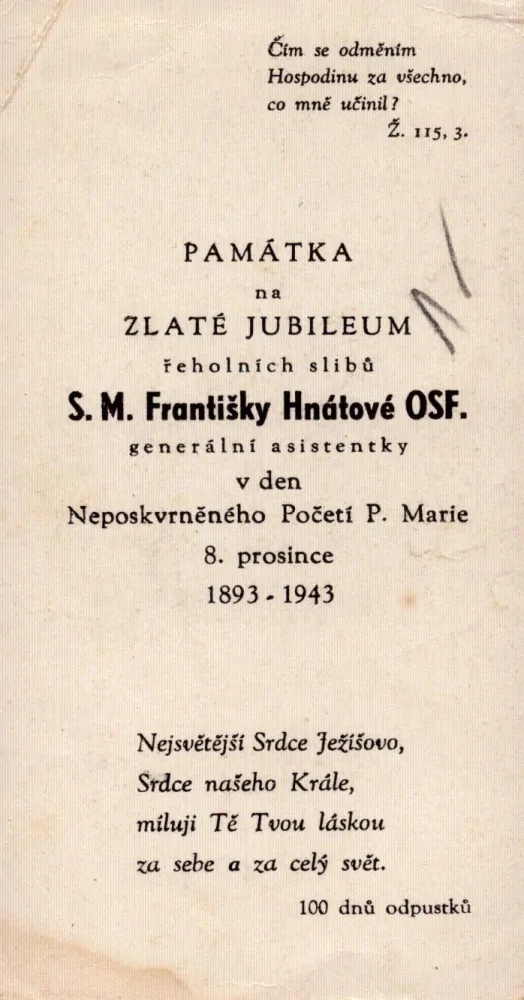 Čím se odměním
Hospodinu za všechno,
co mně učinil?
Ž. 115, 3.
PAMÁTKA
na
ZLATÉ JUBILEUM
řeholních slibů
S. M. Františky Hnátové OSF.
generální asistentky
v den
Neposkvrněného Početí P. Marie
8. prosince
1893 - 1943
Nejsvětější Srdce Ježíšovo,
Srdce našeho Krále,
miluji Tě Tvou láskou
za sebe a za celý svět.
100 dnů odpustků